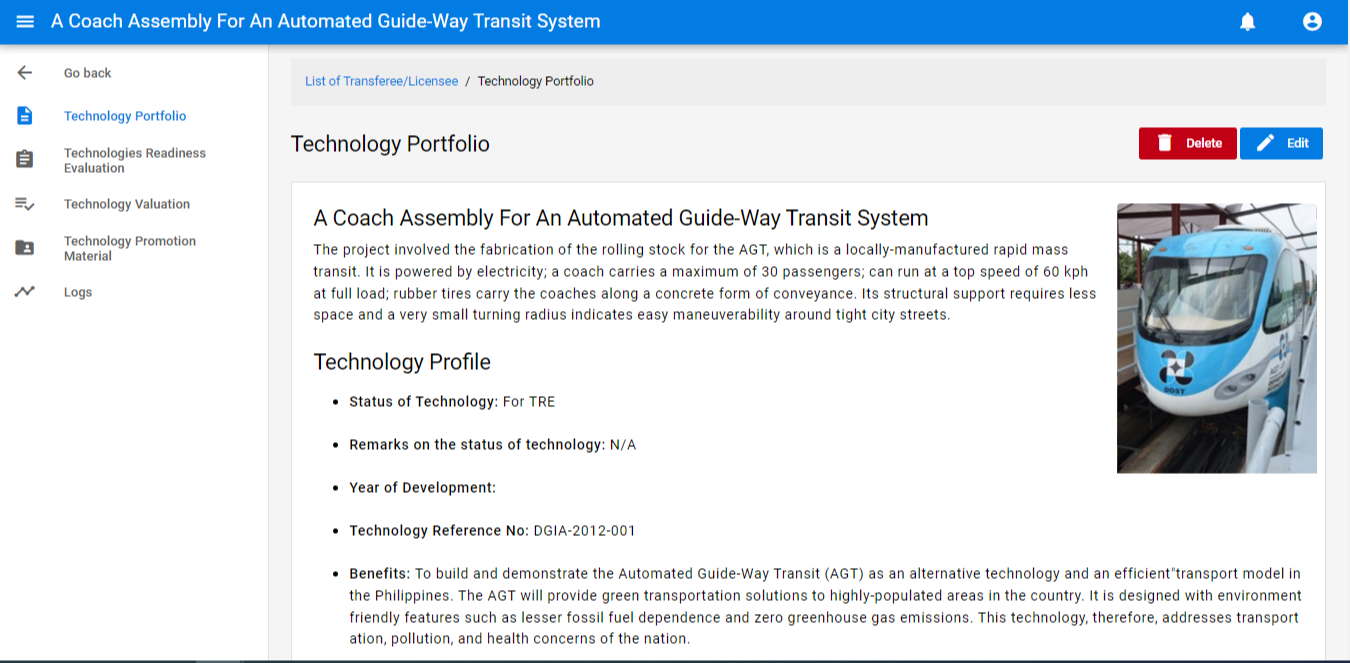 A Coach Assembly For An Automated Guide-Way Transit System
Go back
Technology Portfolio
Technologies Readiness
Evaluation
Technology Valuation
Technology Promotion
Material
Logs
List of Transferee/Licensee / Technology Portfolio
Technology Portfolio
Delete
Edit
A Coach Assembly For An Automated Guide-Way Transit System
The project involved the fabrication of the rolling stock for the AGT, which is a locally-manufactured rapid mass
transit. It is powered by electricity; a coach carries a maximum of 30 passengers; can run at a top speed of 60 kph
at full load; rubber tires carry the coaches along a concrete form of conveyance. Its structural support requires less
space and a very small turning radius indicates easy maneuverability around tight city streets.
DOST
Technology Profile
• Status of Technology: For TRE
• Remarks on the status of technology: N/A
• Year of Development:
• Technology Reference No: DGIA-2012-001
• Benefits: To build and demonstrate the Automated Guide-Way Transit (AGT) as an alternative technology and an efficient"transport model in
the Philippines. The AGT will provide green transportation solutions to highly-populated areas in the country. It is designed with environment
friendly features such as lesser fossil fuel dependence and zero greenhouse gas emissions. This technology, therefore, addresses transport
ation, pollution, and health concerns of the nation.